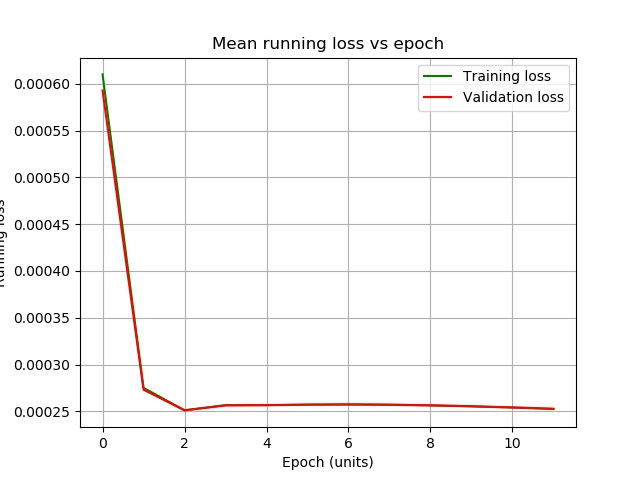 Mean running loss vs epoch
Training loss
Validation loss
0.00060
0.00055
0.00050
0.00045
0.00040
0.00035
0.00030
0.00025
Running loss
0 2 4 6 8 10
Epoch (units)